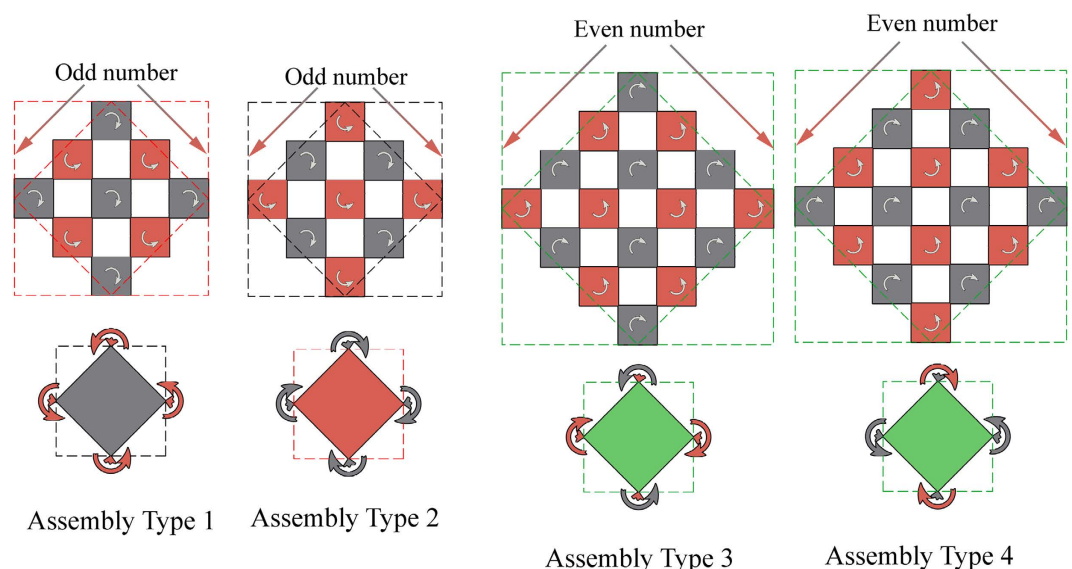 Even number
Even number
Odd number
Odd number
Assembly Type 1
Assembly Type 2
Assembly Type 3
Assembly Type 4